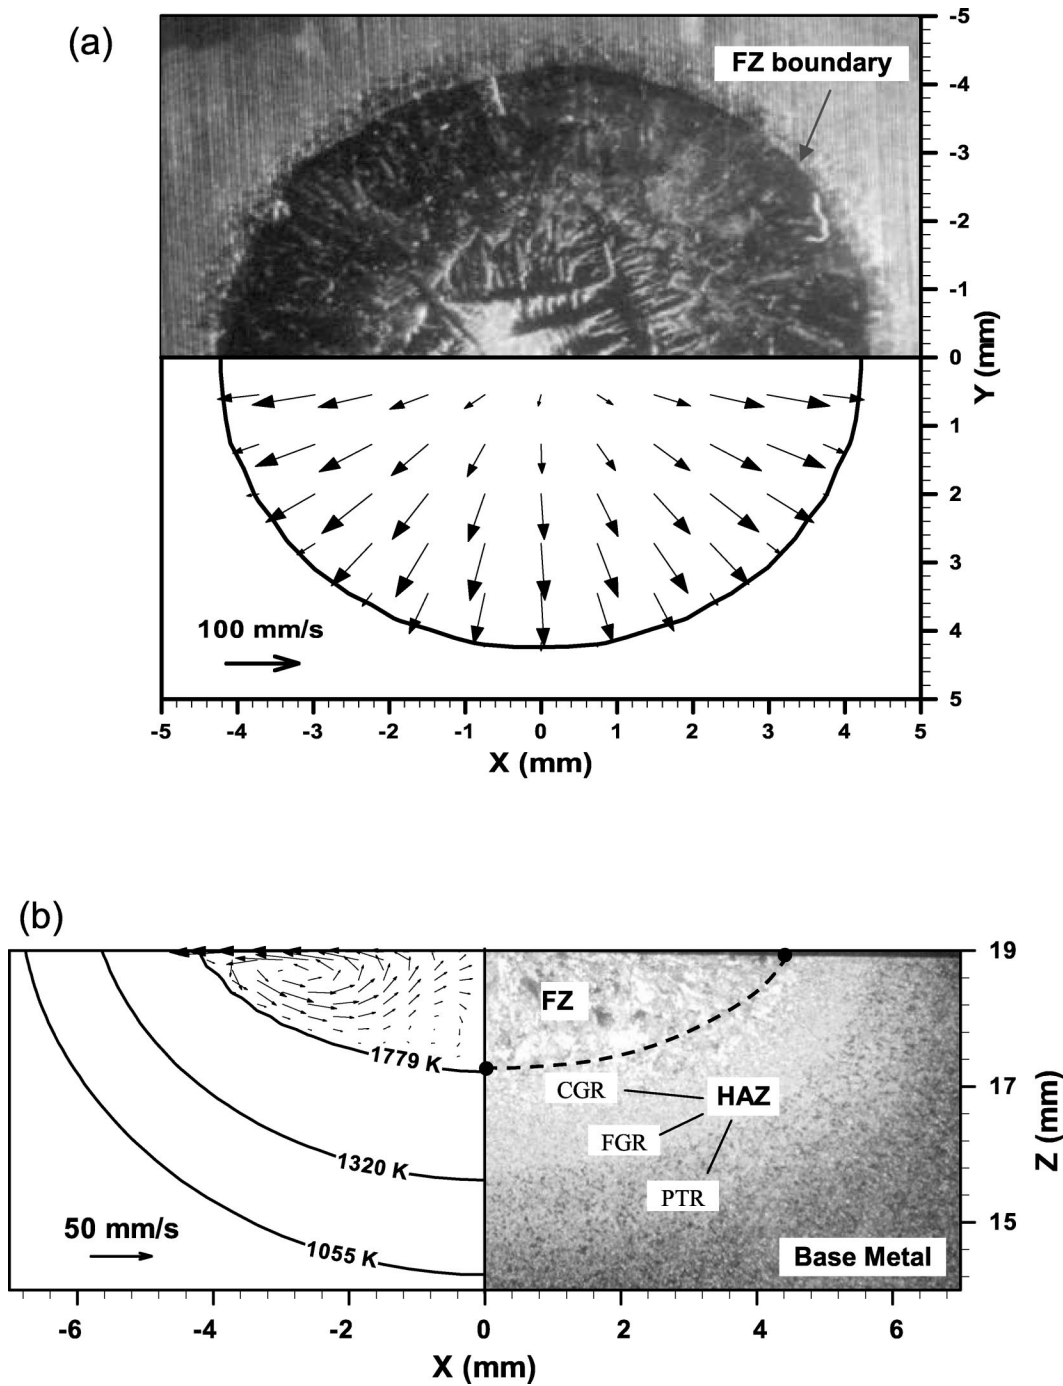 (a)
FZ boundary
-5
-4
-3
-2
-1
0
1
2
3
4
5
Y (mm)
100 mm/s
-5 -4 -3 -2 -1 0 1 2 3 4 5
X (mm)
(b)
FZ
1779 K
CGR
HAZ
FGR
1320 K
PTR
50 mm/s
1055 K
Base Metal
19
17
15
Z (mm)
-6 -4 -2 0 2 4 6
X (mm)